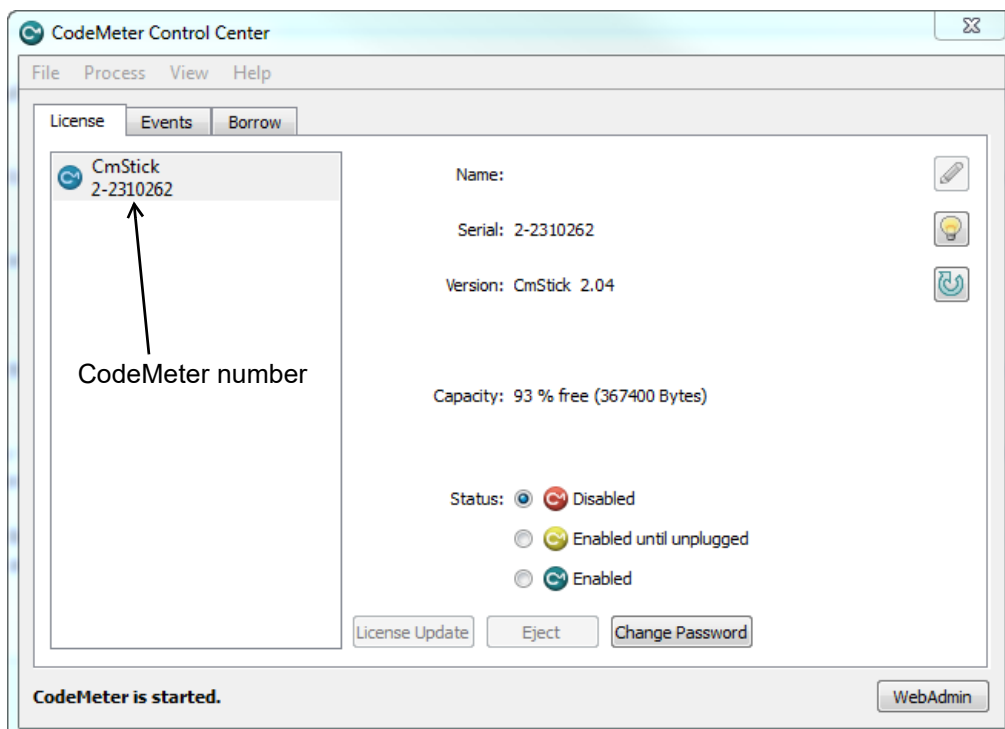 CodeMeter Control Center
File Process View Help
License Events Borrow
CmStick
2-2310262
CodeMeter number
Name:
Serial: 2-2310262
Version: CmStick 2.04
Capacity: 93 % free (367400 Bytes)
Status: Disabled
Enabled until unplugged
Enabled
License Update Eject Change Password
CodeMeter is started.
WebAdmin